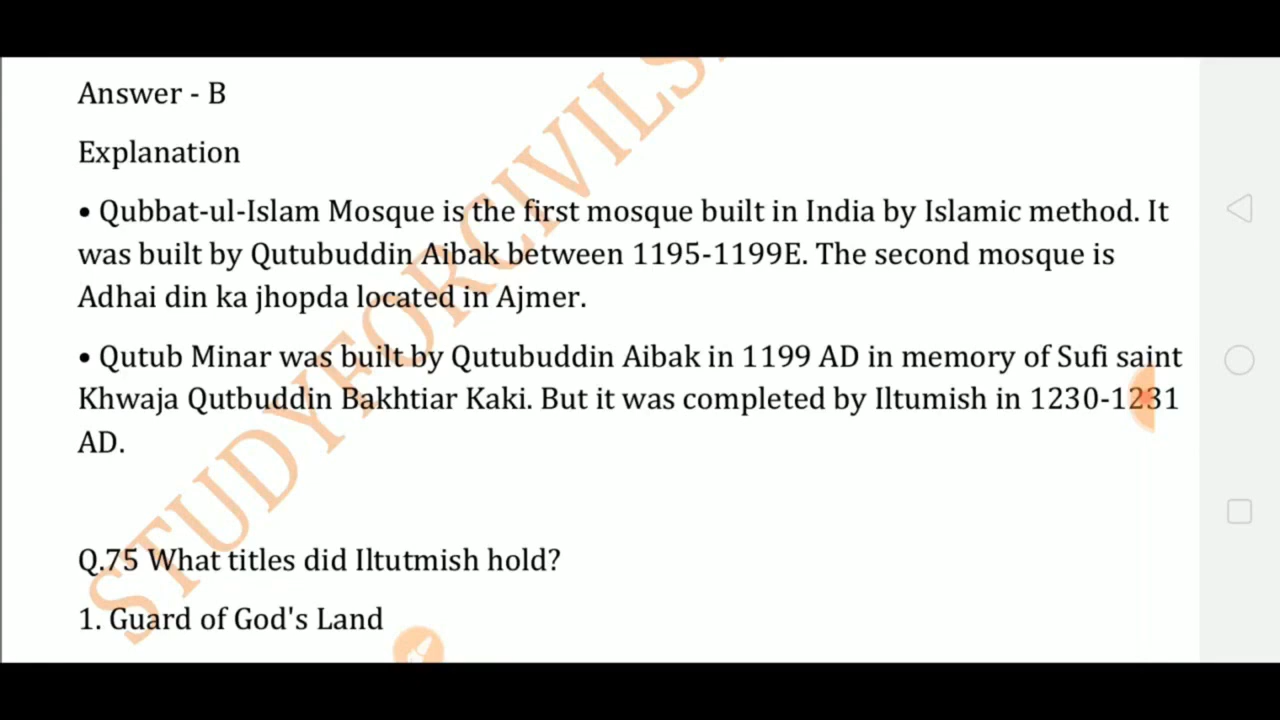 Answer - B
Explanation
• Qubbat-ul-Islam Mosque is the first mosque built in India by Islamic method. It
was built by Qutubuddin Aibak between 1195-1199E. The second mosque is
Adhai din ka jhopda located in Ajmer.
• Qutub Minar was built by Qutubuddin Aibak in 1199 AD in memory of Sufi saint
Khwaja Qutbuddin Bakhtiar Kaki. But it was completed by Iltumish in 1230-1231
AD.
Q.75 What titles did Iltutmish hold?
1. Guard of God's Land
STUDYFORCIVILS